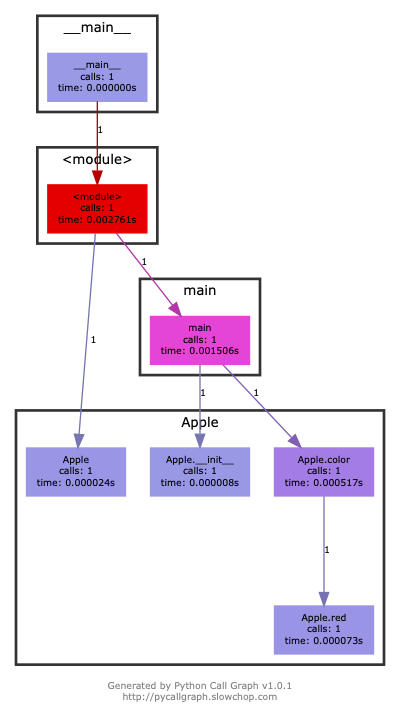 __main__
__main__
calls: 1
time: 0.000000s
1
<module>
<module>
calls: 1
time: 0.002761s
1
main
main
calls: 1
time: 0.001506s
1
1
1
Apple
Apple
calls: 1
time: 0.000024s
Apple.__init__
calls: 1
time: 0.000008s
Apple.color
calls: 1
time: 0.000517s
1
Apple.red
calls: 1
time: 0.000073s
Generated by Python Call Graph v1.0.1
http://pycallgraph.slowchop.com